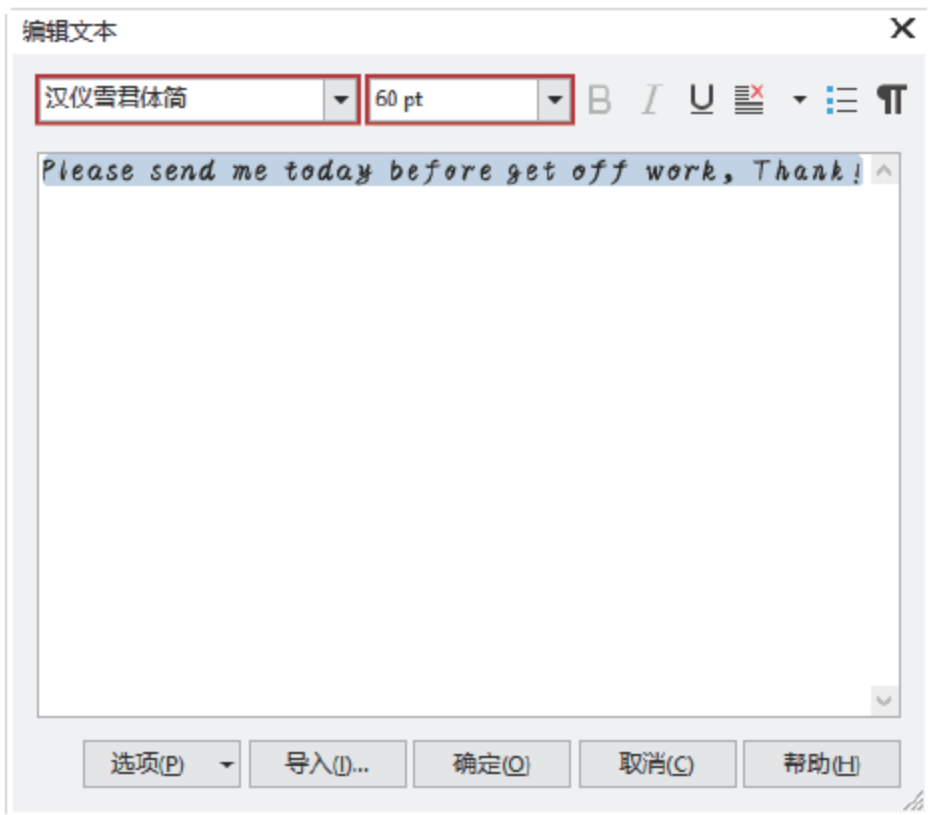 编辑文本
汉仪雪君体简 60 pt B I U
Please send me today before get off work, Thank!
选项(P) 导入(I)... 确定(O) 取消(C) 帮助(H)